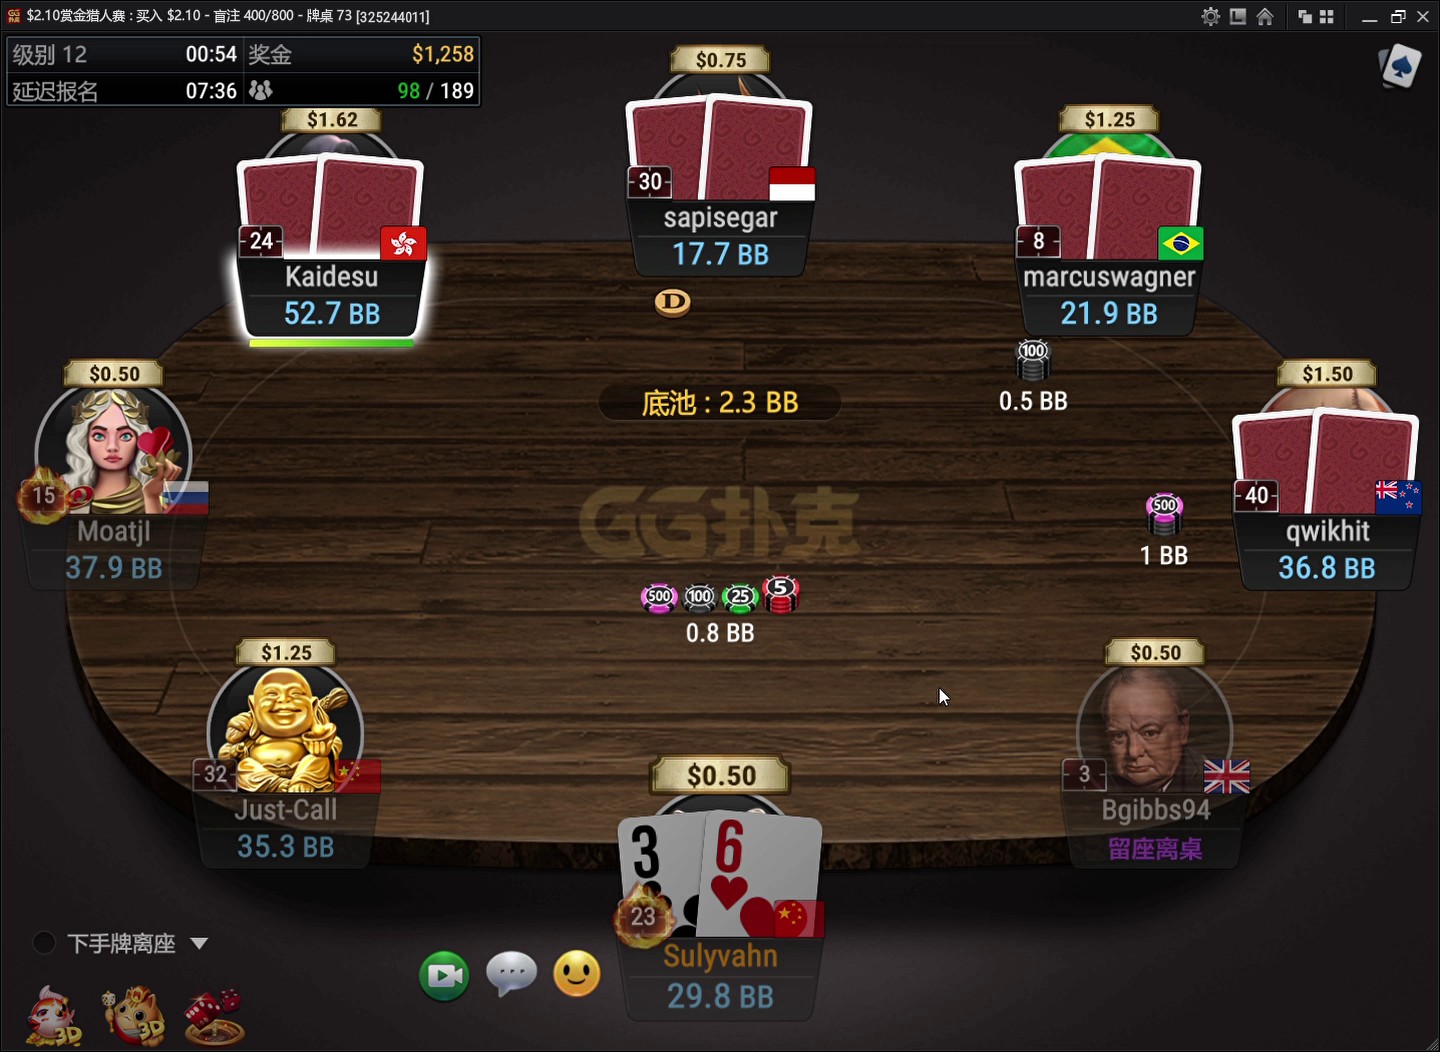 $2.10赏金猎人赛 : 买入 $2.10 - 盲注 400/800 - 牌桌 73 [325244011]
级别 12 00:54 奖金 $1,258
延迟报名 07:36 98 / 189
$0.75
30
sapisegar
17.7 BB
$1.62
24
Kaidesu
52.7 BB
$1.25
8
marcuswagner
21.9 BB
D
100
0.5 BB
底池 : 2.3 BB
$0.50
15
Moatjl
37.9 BB
$1.50
40
qwikhit
36.8 BB
500
1 BB
GG扑克
500 100 25 5
0.8 BB
$1.25
32
Just-Call
35.3 BB
$0.50
3
Bgibbs94
留座离桌
$0.50
3 6
23
Sulyvahn
29.8 BB
下手牌离座
3D 3D